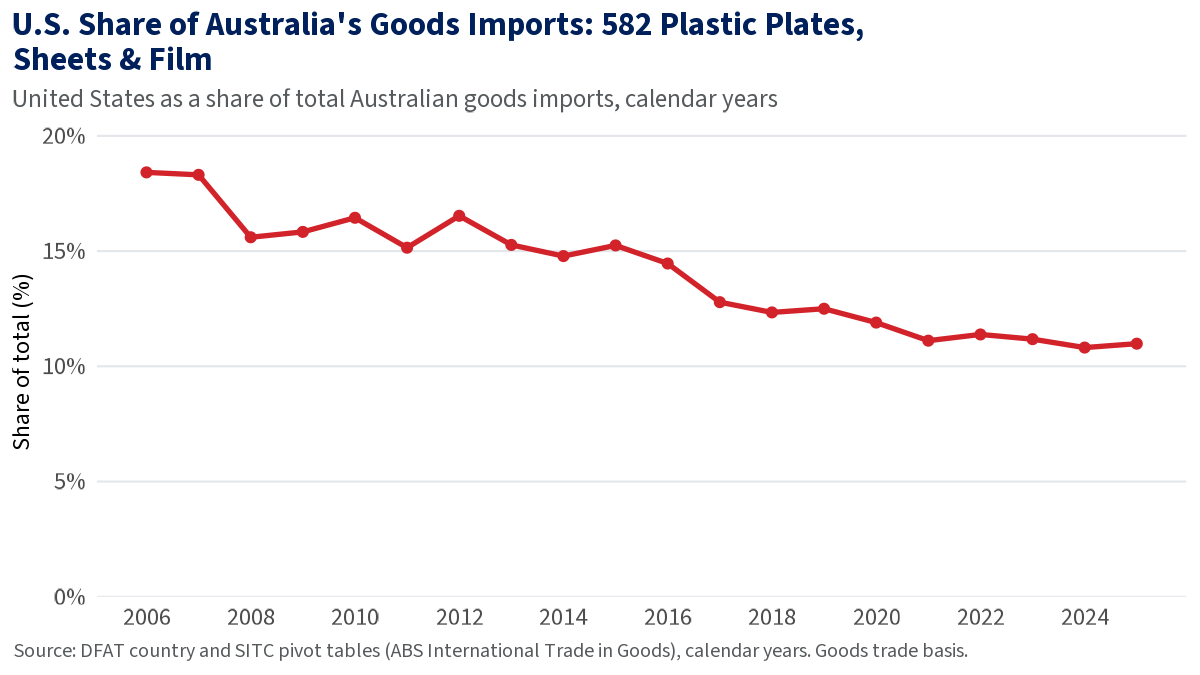 U.S. Share of Australia's Goods Imports: 582 Plastic Plates,
Sheets & Film
United States as a share of total Australian goods imports, calendar years
20%
15%
10%
5%
0%
Share of total (%)
2006 2008 2010 2012 2014 2016 2018 2020 2022 2024
Source: DFAT country and SITC pivot tables (ABS International Trade in Goods), calendar years. Goods trade basis.